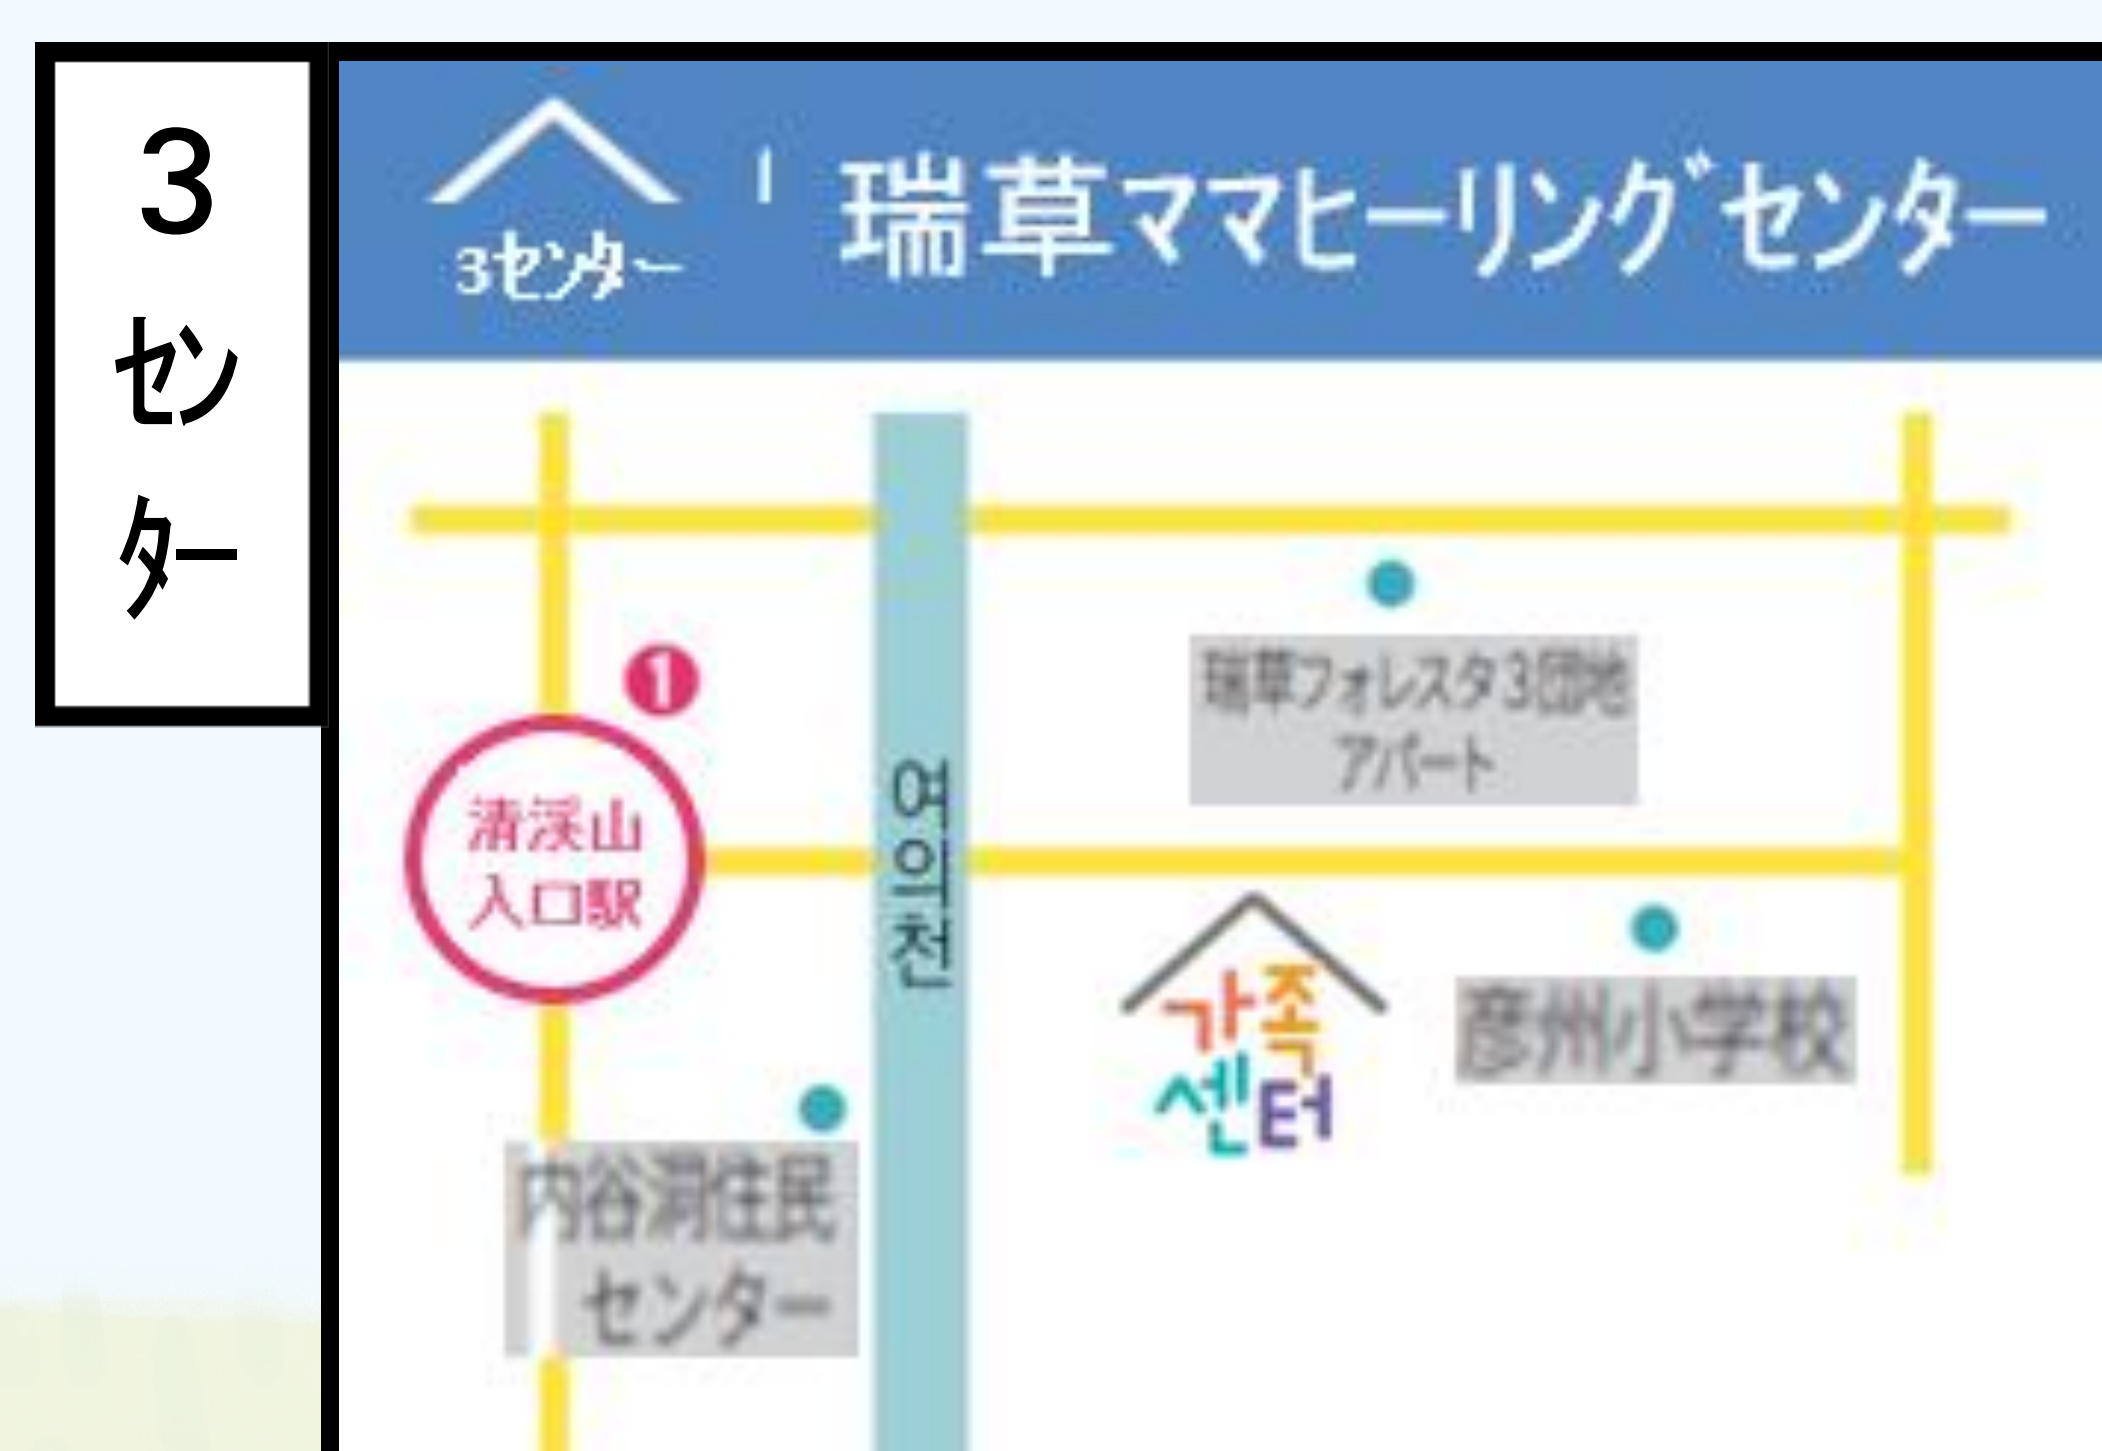 3
セン
ター
3センター
瑞草ママヒーリングセンター
1
瑞草フォレスタ3団地
アパート
清渓山
入口駅
여의천
가족
센터
彦州小学校
内谷洞住民
センター